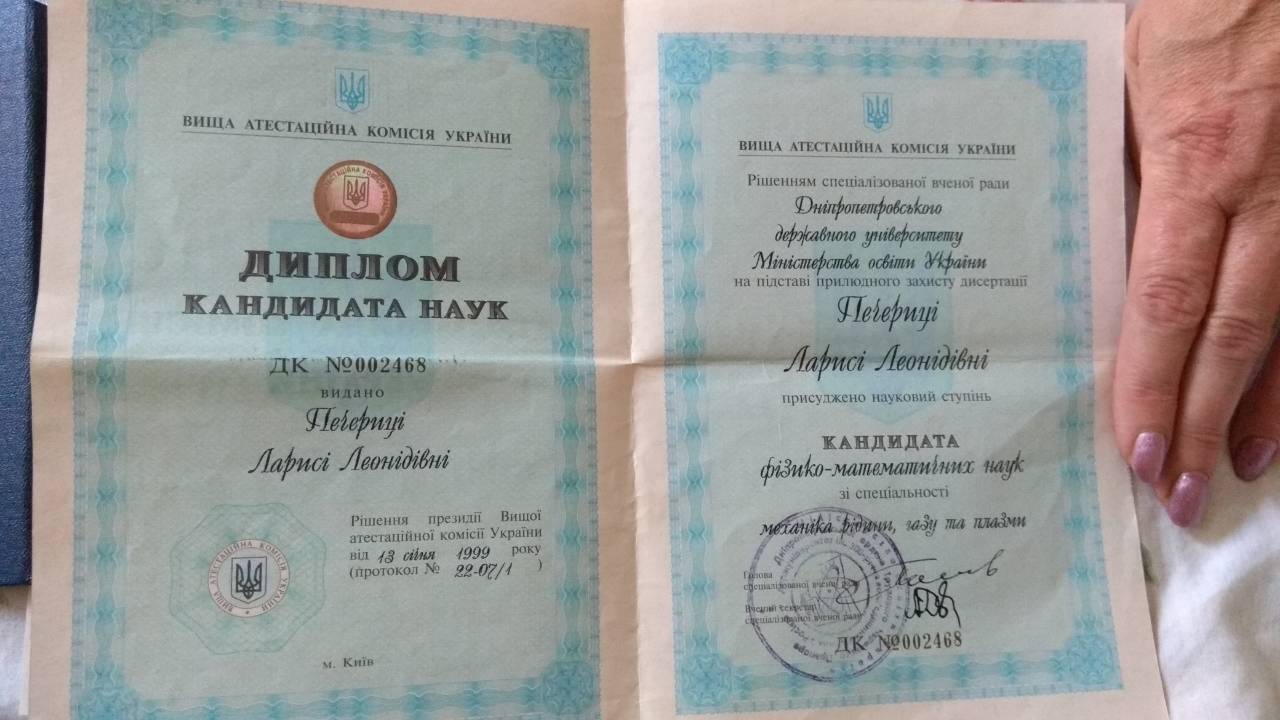 ВИЩА АТЕСТАЦІЙНА КОМІСІЯ УКРАЇНИ
ДИПЛОМ
КАНДИДАТА НАУК
ДК №002468
видано
Печериці
Ларисі Леонідівні
Рішення президії Вищої
атестаційної комісії України
від 13 січня 1999 року
(протокол № 22-07/1 )
ВИЩА АТЕСТАЦІЙНА КОМІСІЯ УКРАЇНИ
м. Київ
ВИЩА АТЕСТАЦІЙНА КОМІСІЯ УКРАЇНИ
Рішенням спеціалізованої вченої ради
Дніпропетровського
державного університету
Міністерства освіти України
на підставі прилюдного захисту дисертації
Печериці
Ларисі Леонідівні
присуджено науковий ступінь
КАНДИДАТА
фізико-математичних наук
зі спеціальності
механіка рідини, газу та плазми
Голова
спеціалізованої вченої ради
Вчений секретар
спеціалізованої вченої ради
ДК №002468